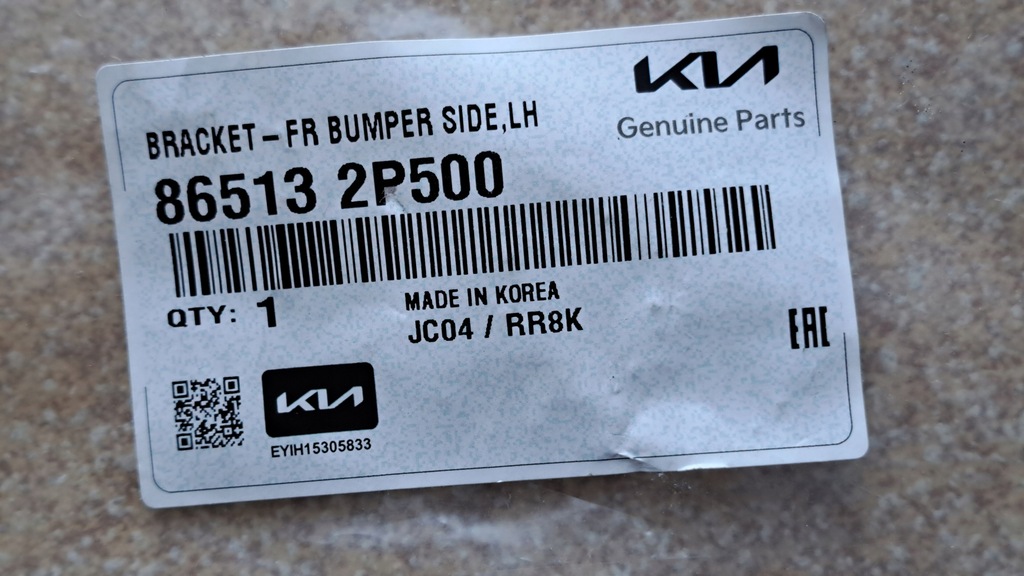 KIA
Genuine Parts
BRACKET-FR BUMPER SIDE,LH
86513 2P500
QTY: 1
MADE IN KOREA
JC04 / RR8K
EAC
KIA
EYIH15305833